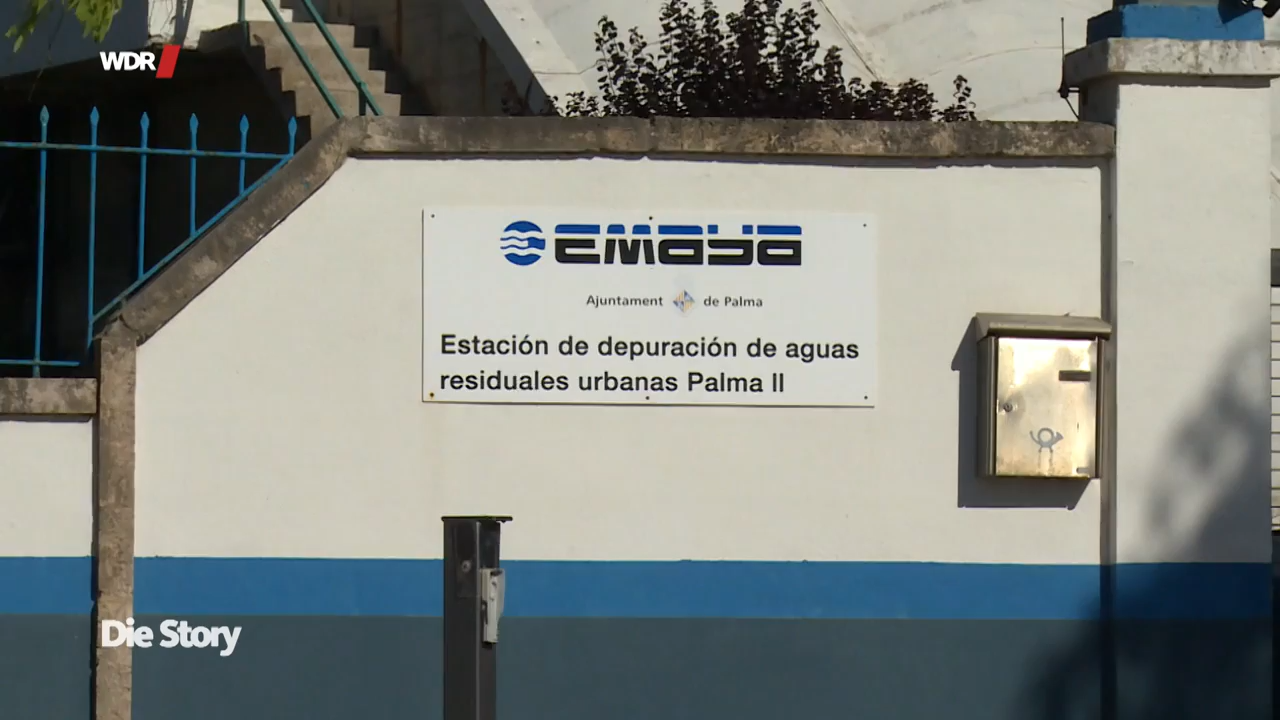 WDR
EMAYA
Ajuntament de Palma
Estación de depuración de aguas
residuales urbanas Palma II
Die Story